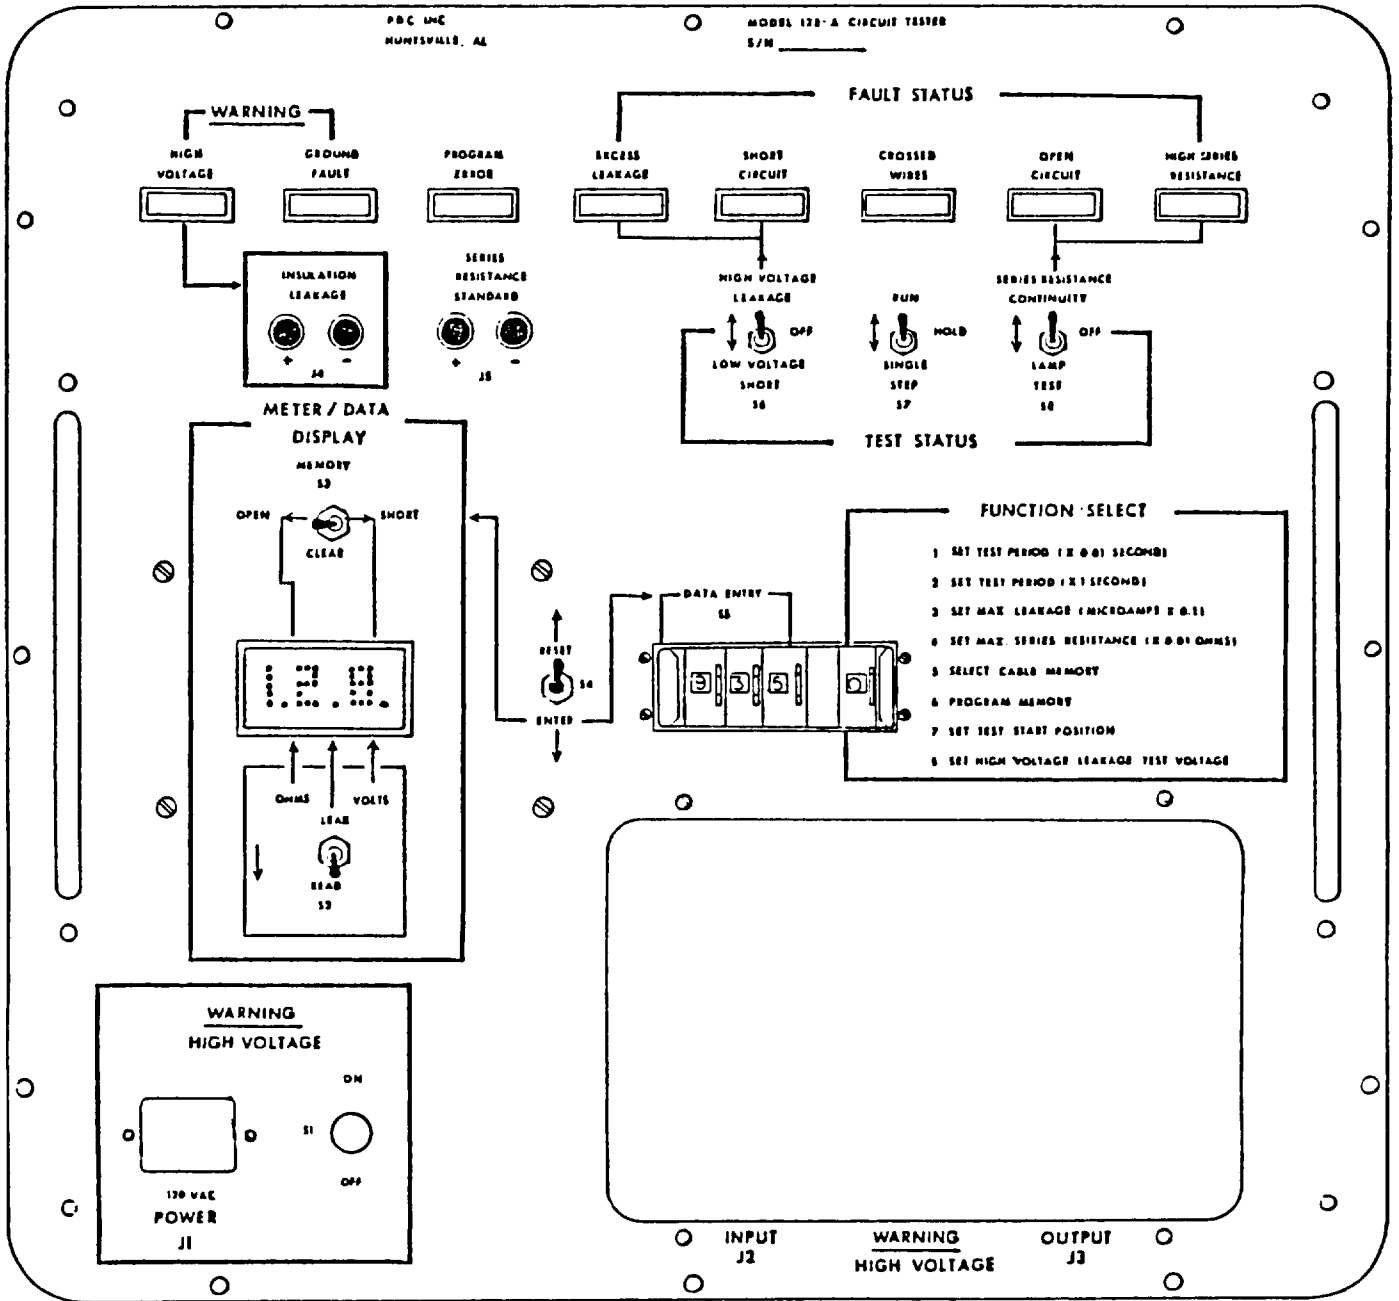 PBC INC
HUNTSVILLE, AL
MODEL 128-A CIRCUIT TESTER
S/N
FAULT STATUS
WARNING
HIGH
VOLTAGE
GROUND
FAULT
PROGRAM
ERROR
EXCESS
LEAKAGE
SHORT
CIRCUIT
CROSSED
WIRES
OPEN
CIRCUIT
HIGH SERIES
RESISTANCE
INSULATION
LEAKAGE
+ -
J4
SERIES
RESISTANCE
STANDARD
+ -
J5
HIGH VOLTAGE
LEAKAGE
OFF
LOW VOLTAGE
SHORT
S6
RUN
HOLD
SINGLE
STEP
S7
SERIES RESISTANCE
CONTINUITY
OFF
LAMP
TEST
S8
TEST STATUS
METER / DATA
DISPLAY
MEMORY
S3
OPEN
SHORT
CLEAR
OHMS
VOLTS
LEAK
READ
S2
RESET
S4
ENTER
DATA ENTRY
S5
9 3 5 0
FUNCTION SELECT
1 SET TEST PERIOD (X 0.01 SECOND)
2 SET TEST PERIOD (X 1 SECOND)
3 SET MAX. LEAKAGE (MICROAMPS X 0.1)
4 SET MAX. SERIES RESISTANCE (X 0.01 OHMS)
5 SELECT CABLE MEMORY
6 PROGRAM MEMORY
7 SET TEST START POSITION
8 SET HIGH VOLTAGE LEAKAGE TEST VOLTAGE
WARNING
HIGH VOLTAGE
ON
S1
OFF
120 VAC
POWER
J1
INPUT
J2
WARNING
HIGH VOLTAGE
OUTPUT
J3